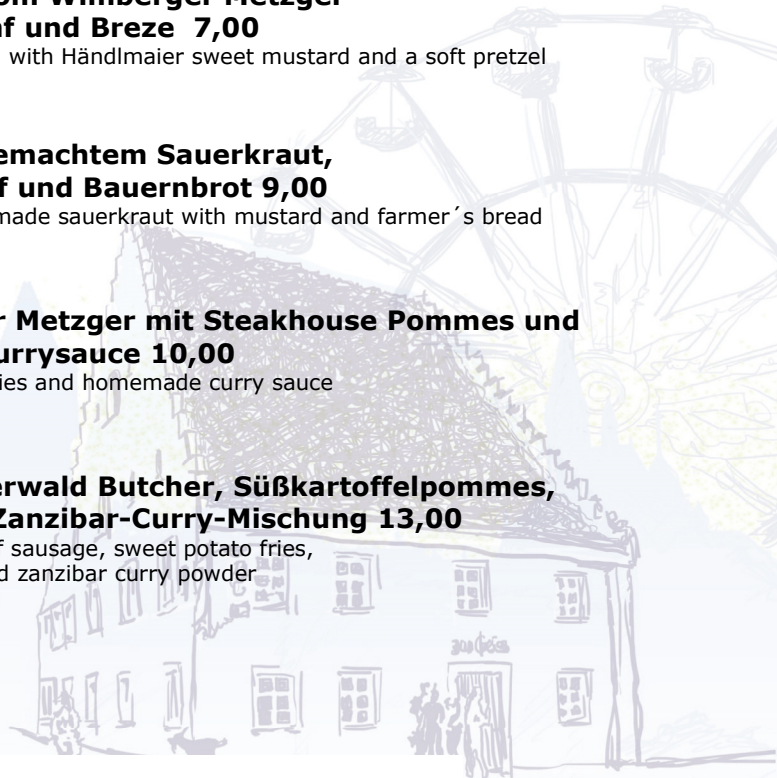 Metzger
und Breze 7,00
with Händlmaier sweet mustard and a soft pretzel
emachtem Sauerkraut,
f und Bauernbrot 9,00
made sauerkraut with mustard and farmer´s bread
r Metzger mit Steakhouse Pommes und
urrysauce 10,00
ies and homemade curry sauce
erwald Butcher, Süßkartoffelpommes,
Zanzibar-Curry-Mischung 13,00
f sausage, sweet potato fries,
d zanzibar curry powder